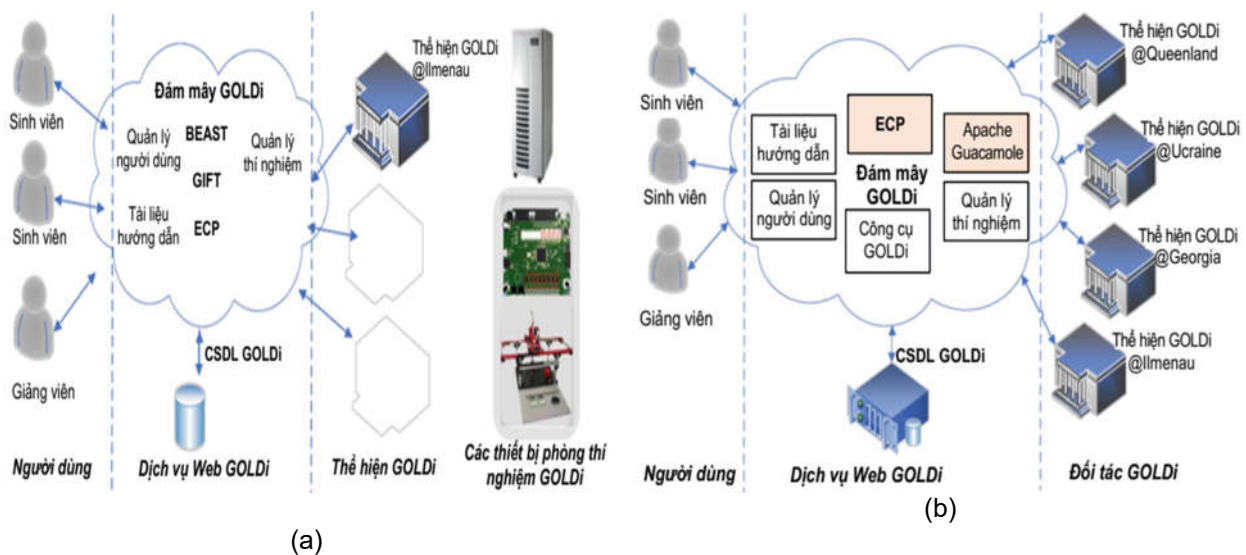 Sinh viên
Sinh viên
Giảng viên
Người dùng
Đám mây GOLDi
Quản lý
người dùng
BEAST
Quản lý
thí nghiệm
GIFT
Tài liệu
hướng dẫn
ECP
CSDL GOLDi
Dịch vụ Web GOLDi
Thể hiện GOLDi
@Ilmenau
Thể hiện GOLDi
Các thiết bị phòng thí
nghiệm GOLDi
(a)
Sinh viên
Sinh viên
Giảng viên
Người dùng
Tài liệu
hướng dẫn
ECP
Apache
Guacamole
Đám mây
GOLDi
Quản lý
người dùng
Công cụ
GOLDi
Quản lý
thí nghiệm
CSDL GOLDi
Dịch vụ Web GOLDi
Thể hiện GOLDi
@Queenland
Thể hiện GOLDi
@Ucraine
Thể hiện GOLDi
@Georgia
Thể hiện GOLDi
@Ilmenau
Đối tác GOLDi
(b)